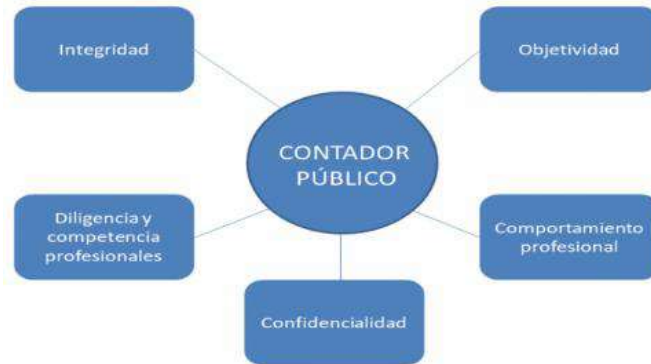 Integridad
Objetividad
CONTADOR
PÚBLICO
Diligencia y
competencia
profesionales
Comportamiento
profesional
Confidencialidad